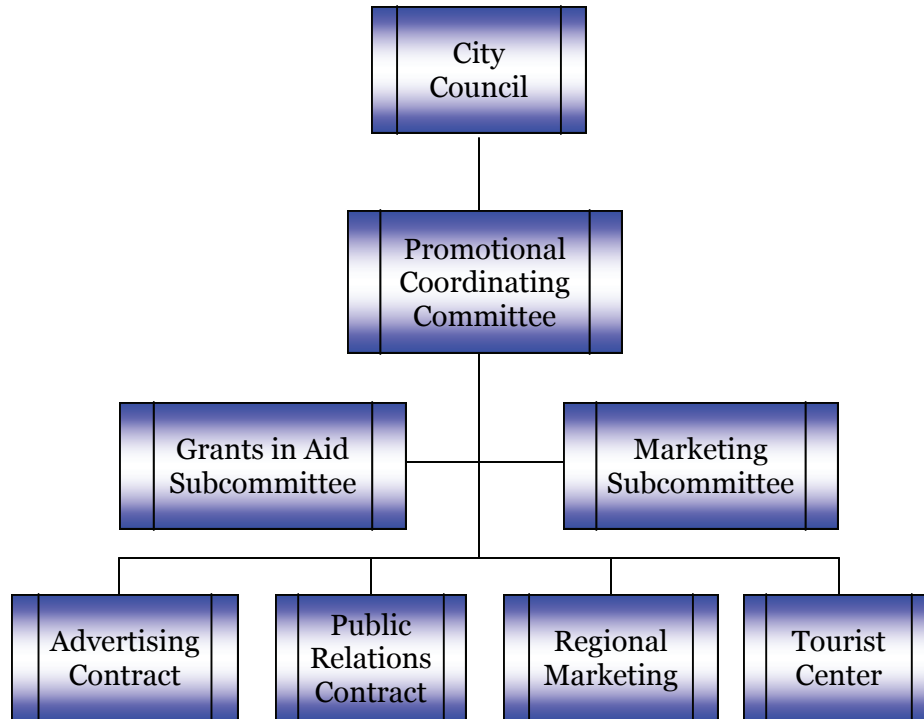 City
Council
Promotional
Coordinating
Committee
Grants in Aid
Subcommittee
Marketing
Subcommittee
Advertising
Contract
Public
Relations
Contract
Regional
Marketing
Tourist
Center